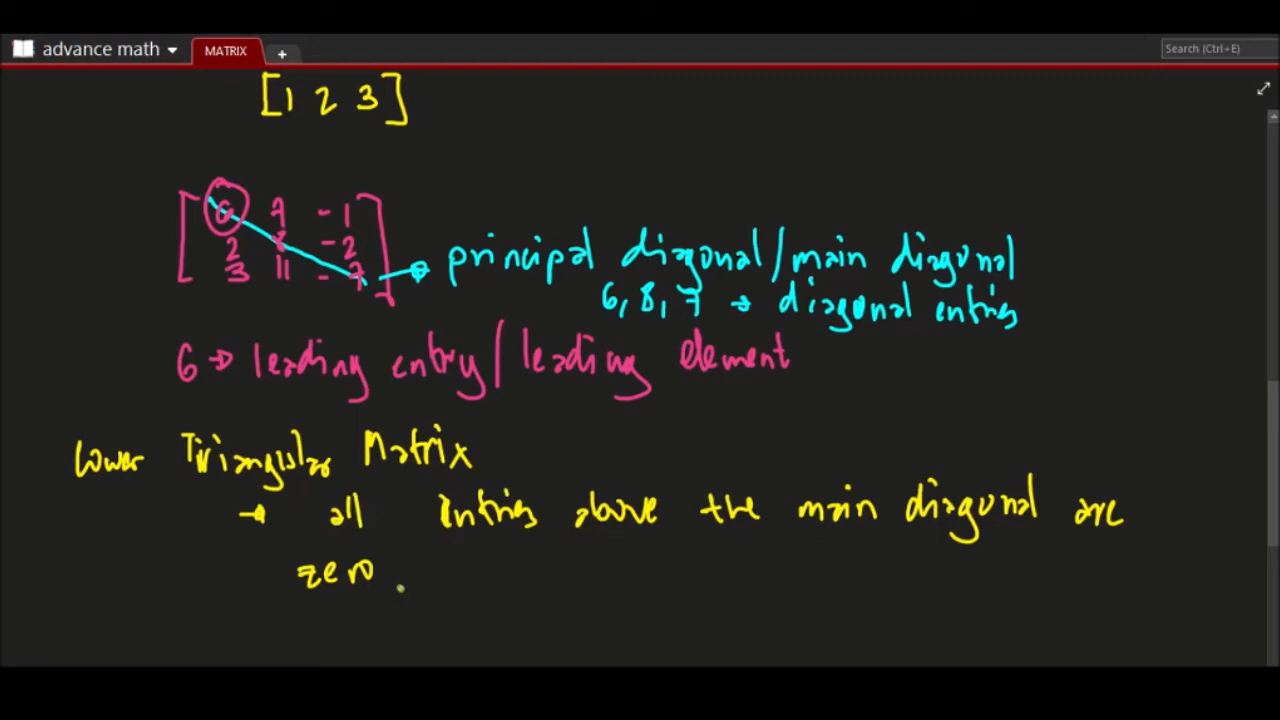 advance math MATRIX + Search (Ctrl+E)
[1 2 3]
6 7 -1
2 8 -2
3 11 -7
→ principal diagonal/main diagonal
6, 8, 7 → diagonal entries
6 → leading entry/leading element
Lower Triangular Matrix
→ all entries above the main diagonal are
zero